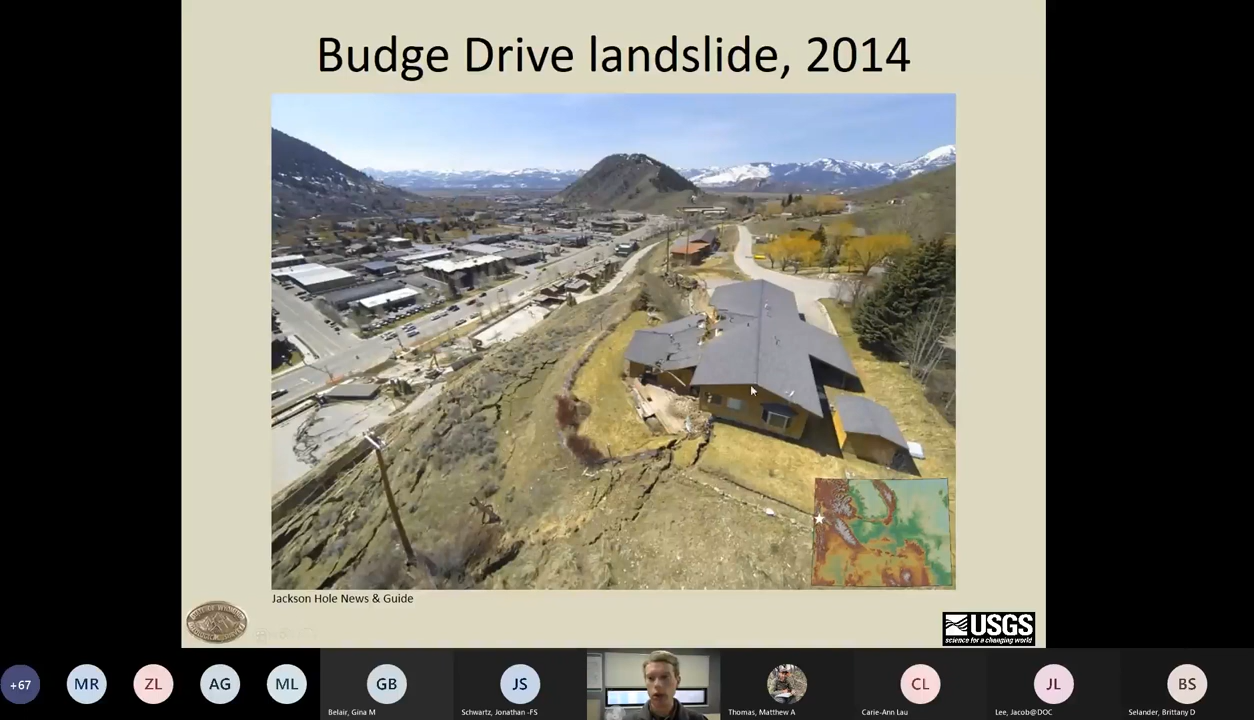 Budge Drive landslide, 2014
Jackson Hole News & Guide
USGS
science for a changing world
+67
MR
ZL
AG
ML
GB
JS
CL
JL
BS
Belair, Gina M
Schwartz, Jonathan -FS
Thomas, Matthew A
Carie-Ann Lau
Lee, Jacob@DOC
Selander, Brittany D